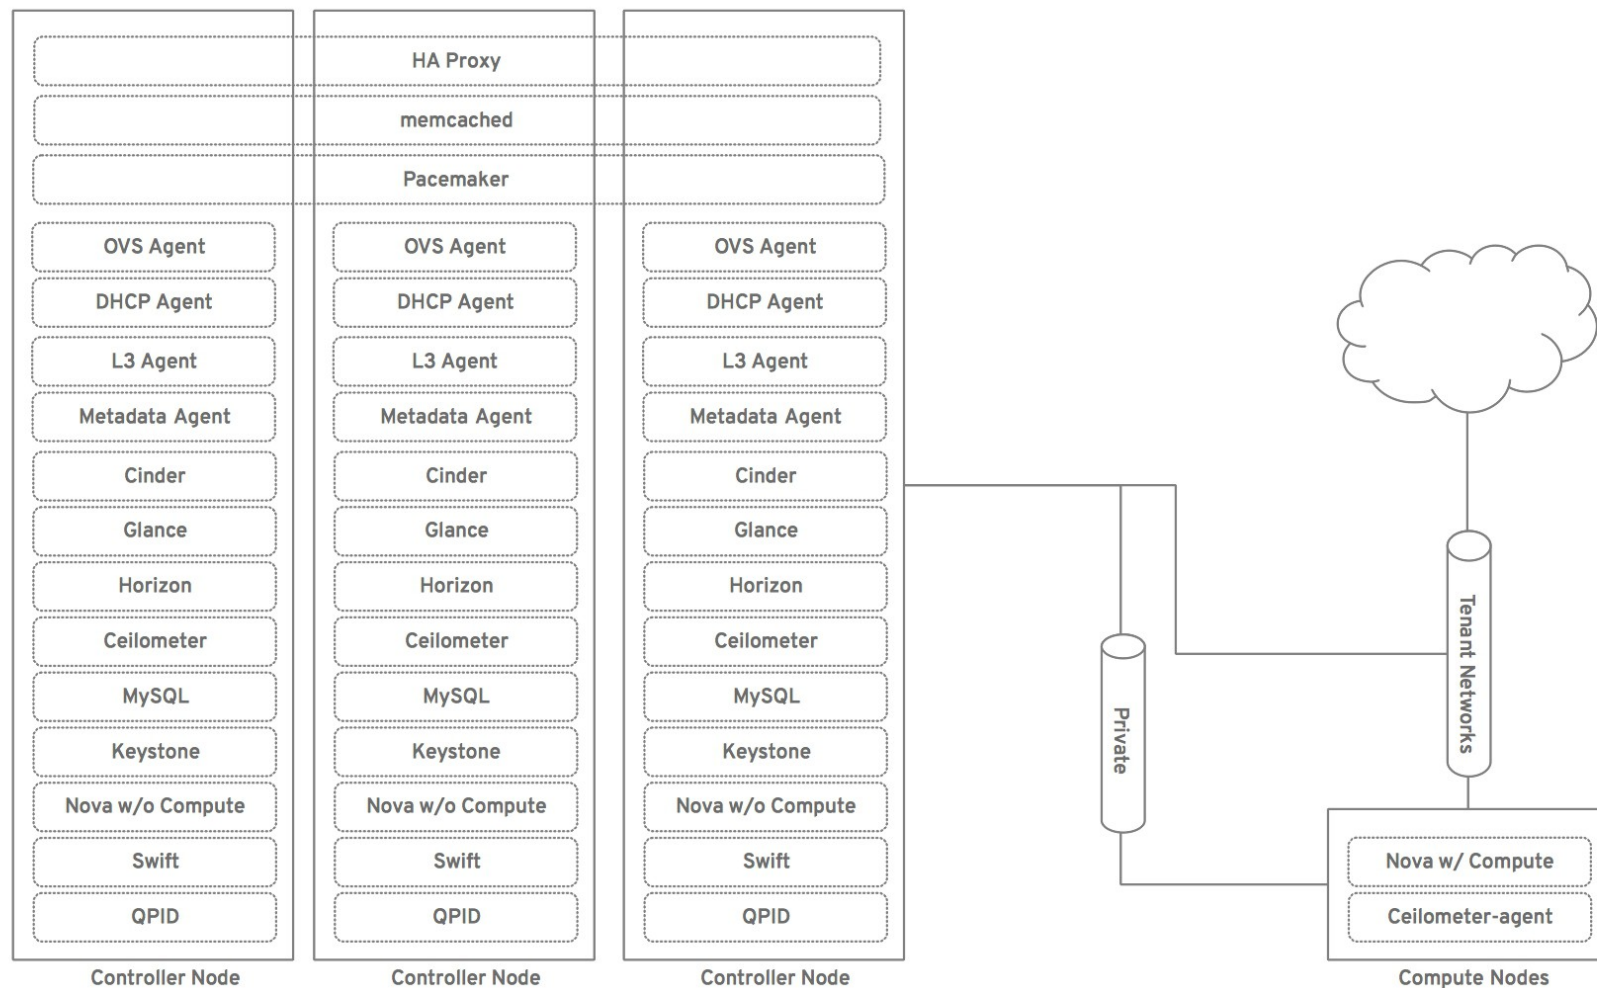 HA Proxy
memcached
Pacemaker
OVS Agent
OVS Agent
OVS Agent
DHCP Agent
DHCP Agent
DHCP Agent
L3 Agent
L3 Agent
L3 Agent
Metadata Agent
Metadata Agent
Metadata Agent
Cinder
Cinder
Cinder
Glance
Glance
Glance
Horizon
Horizon
Horizon
Ceilometer
Ceilometer
Ceilometer
MySQL
MySQL
MySQL
Keystone
Keystone
Keystone
Nova w/o Compute
Nova w/o Compute
Nova w/o Compute
Swift
Swift
Swift
QPID
QPID
QPID
Controller Node
Controller Node
Controller Node
Private
Tenant Networks
Nova w/ Compute
Ceilometer-agent
Compute Nodes